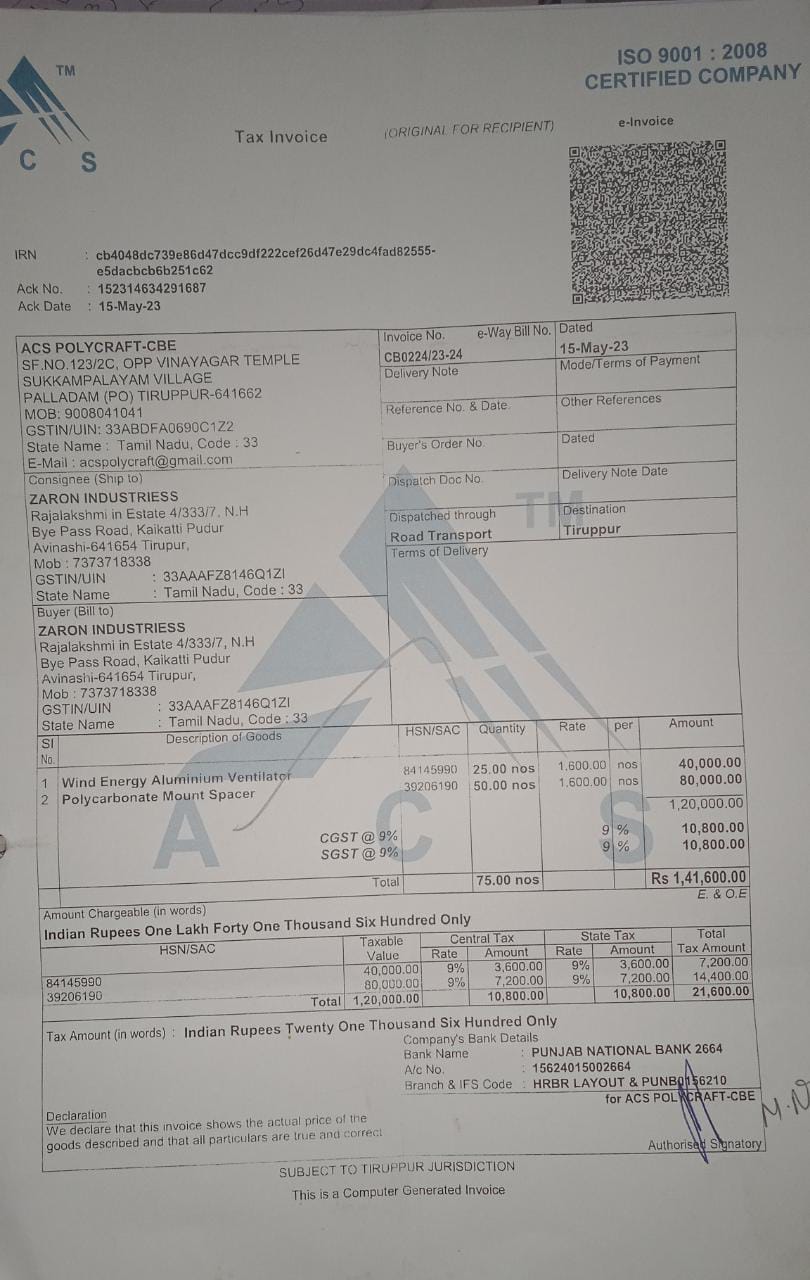 ISO 9001 : 2008
CERTIFIED COMPANY
TM
C S
Tax Invoice (ORIGINAL FOR RECIPIENT) e-Invoice
IRN : cb4048dc739e86d47dcc9df222cef26d47e29dc4fad82555-
e5dacbcb6b251c62
Ack No. : 152314634291687
Ack Date : 15-May-23
ACS POLYCRAFT-CBE
SF.NO.123/2C, OPP VINAYAGAR TEMPLE
SUKKAMPALAYAM VILLAGE
PALLADAM (PO) TIRUPPUR-641662
MOB: 9008041041
GSTIN/UIN: 33ABDFA0690C1Z2
State Name : Tamil Nadu, Code : 33
E-Mail : acspolycraft@gmail.com
Invoice No. e-Way Bill No. Dated
CB0224/23-24 15-May-23
Delivery Note Mode/Terms of Payment
Reference No. & Date. Other References
Buyer's Order No. Dated
Dispatch Doc No. Delivery Note Date
Dispatched through Destination
Road Transport Tiruppur
Terms of Delivery
Consignee (Ship to)
ZARON INDUSTRIESS
Rajalakshmi in Estate 4/333/7, N.H
Bye Pass Road, Kaikatti Pudur
Avinashi-641654 Tirupur,
Mob : 7373718338
GSTIN/UIN : 33AAAFZ8146Q1ZI
State Name : Tamil Nadu, Code : 33
Buyer (Bill to)
ZARON INDUSTRIESS
Rajalakshmi in Estate 4/333/7, N.H
Bye Pass Road, Kaikatti Pudur
Avinashi-641654 Tirupur,
Mob : 7373718338
GSTIN/UIN : 33AAAFZ8146Q1ZI
State Name : Tamil Nadu, Code : 33
TM
A C S
SI No. Description of Goods HSN/SAC Quantity Rate per Amount
1 Wind Energy Aluminium Ventilator 84145990 25.00 nos 1,600.00 nos 40,000.00
2 Polycarbonate Mount Spacer 39206190 50.00 nos 1,600.00 nos 80,000.00
1,20,000.00
CGST @ 9% 9 % 10,800.00
SGST @ 9% 9 % 10,800.00
Total 75.00 nos Rs 1,41,600.00
E. & O.E
Amount Chargeable (in words)
Indian Rupees One Lakh Forty One Thousand Six Hundred Only
HSN/SAC Taxable Value Central Tax State Tax Total Tax Amount
Rate Amount Rate Amount
84145990 40,000.00 9% 3,600.00 9% 3,600.00 7,200.00
39206190 80,000.00 9% 7,200.00 9% 7,200.00 14,400.00
Total 1,20,000.00 10,800.00 10,800.00 21,600.00
Tax Amount (in words) : Indian Rupees Twenty One Thousand Six Hundred Only
Company's Bank Details
Bank Name : PUNJAB NATIONAL BANK 2664
A/c No. : 15624015002664
Branch & IFS Code : HRBR LAYOUT & PUNB0156210
for ACS POLYCRAFT-CBE
Declaration
We declare that this invoice shows the actual price of the
goods described and that all particulars are true and correct
Authorised Signatory
SUBJECT TO TIRUPPUR JURISDICTION
This is a Computer Generated Invoice